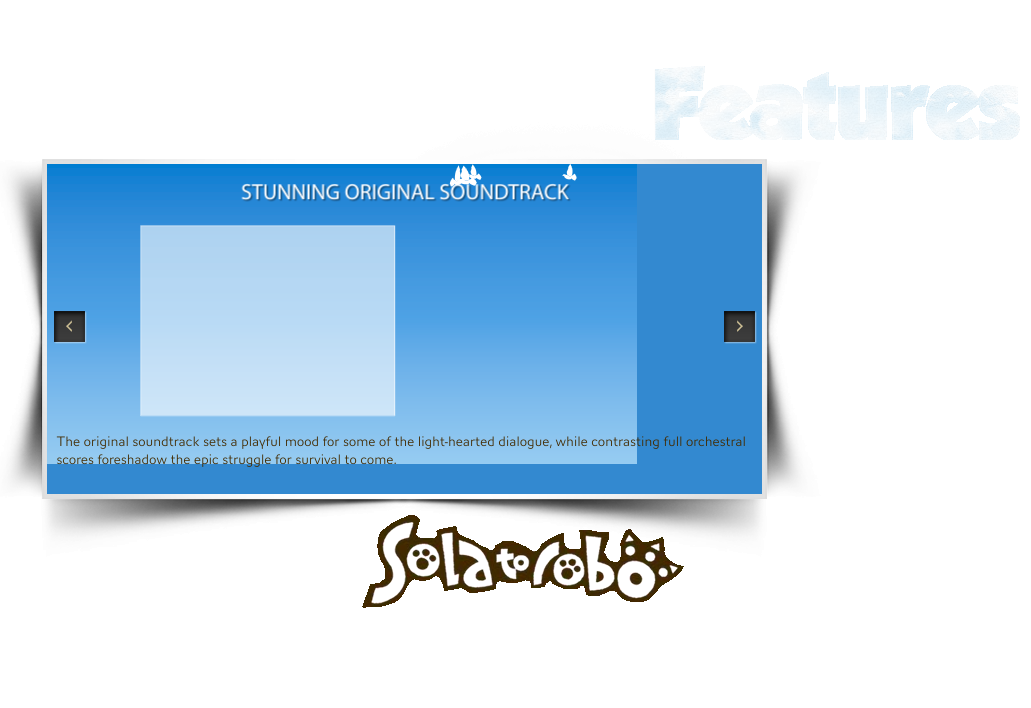 Features
STUNNING ORIGINAL SOUNDTRACK
The original soundtrack sets a playful mood for some of the light-hearted dialogue, while contrasting full orchestral
scores foreshadow the epic struggle for survival to come.
Solatorobo